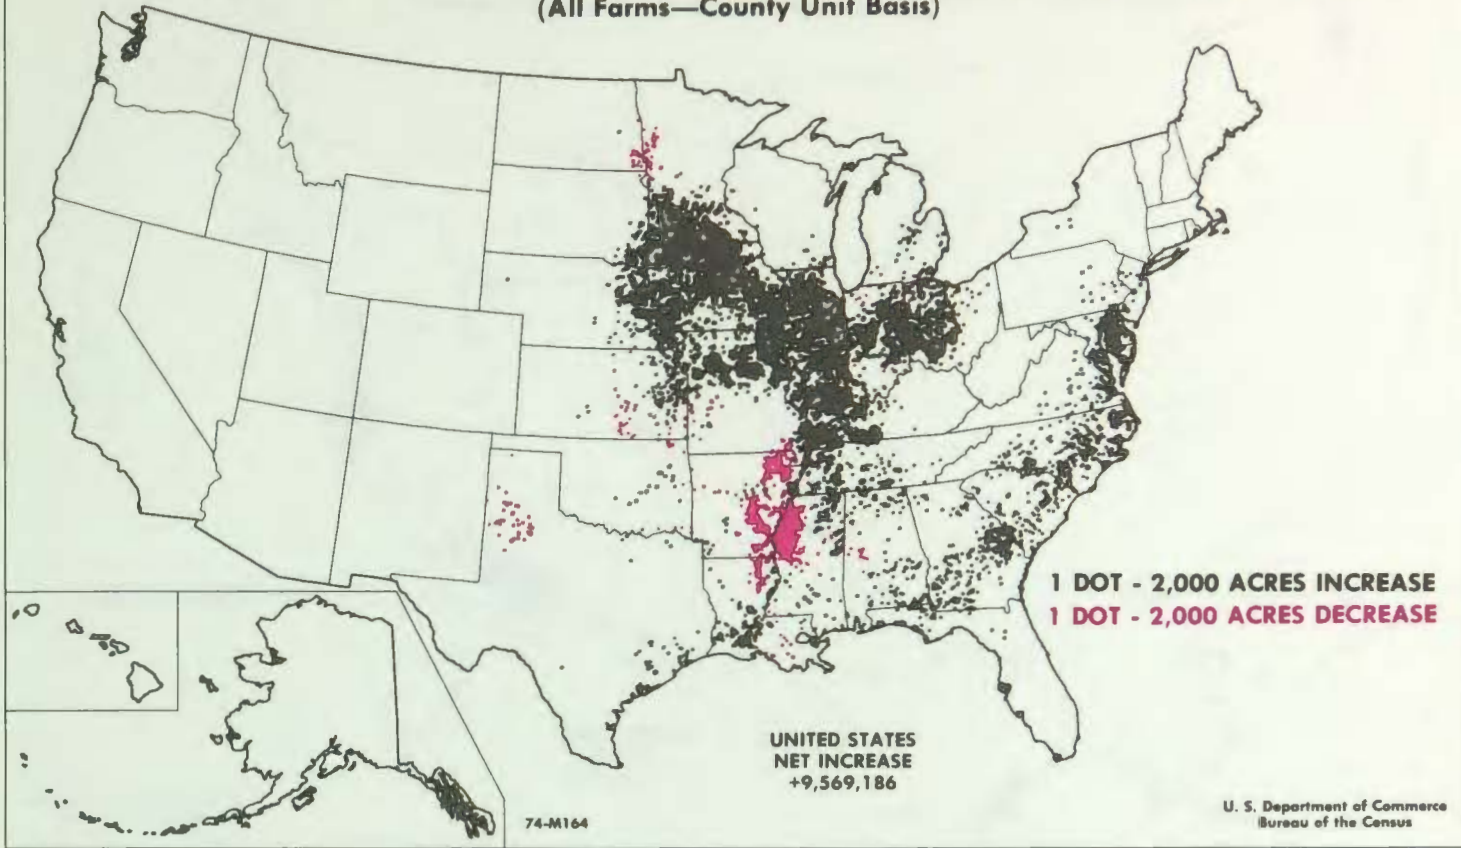 (All Farms—County Unit Basis)
1 DOT - 2,000 ACRES INCREASE
1 DOT - 2,000 ACRES DECREASE
UNITED STATES
NET INCREASE
+9,569,186
74-M164
U. S. Department of Commerce
Bureau of the Census